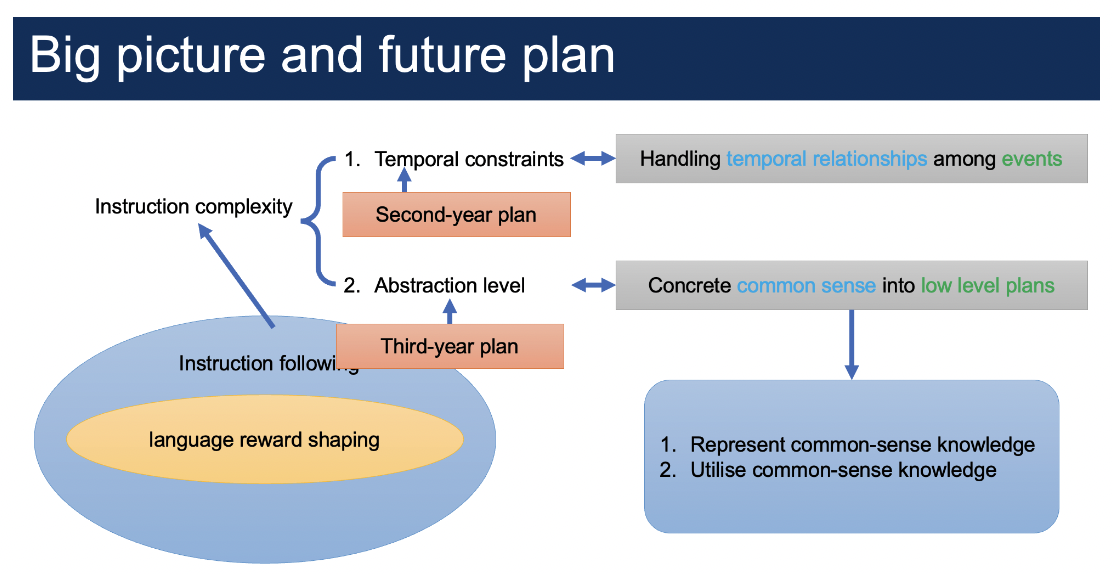 Big picture and future plan
1. Temporal constraints
Handling temporal relationships among events
Instruction complexity
Second-year plan
2. Abstraction level
Concrete common sense into low level plans
Third-year plan
Instruction following
language reward shaping
1. Represent common-sense knowledge
2. Utilise common-sense knowledge